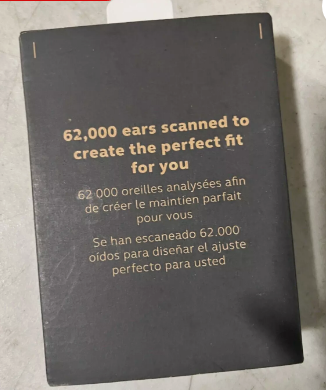 62,000 ears scanned to
create the perfect fit
for you
62 000 oreilles analysées afin
de créer le maintien parfait
pour vous
Se han escaneado 62.000
oídos para diseñar el ajuste
perfecto para usted